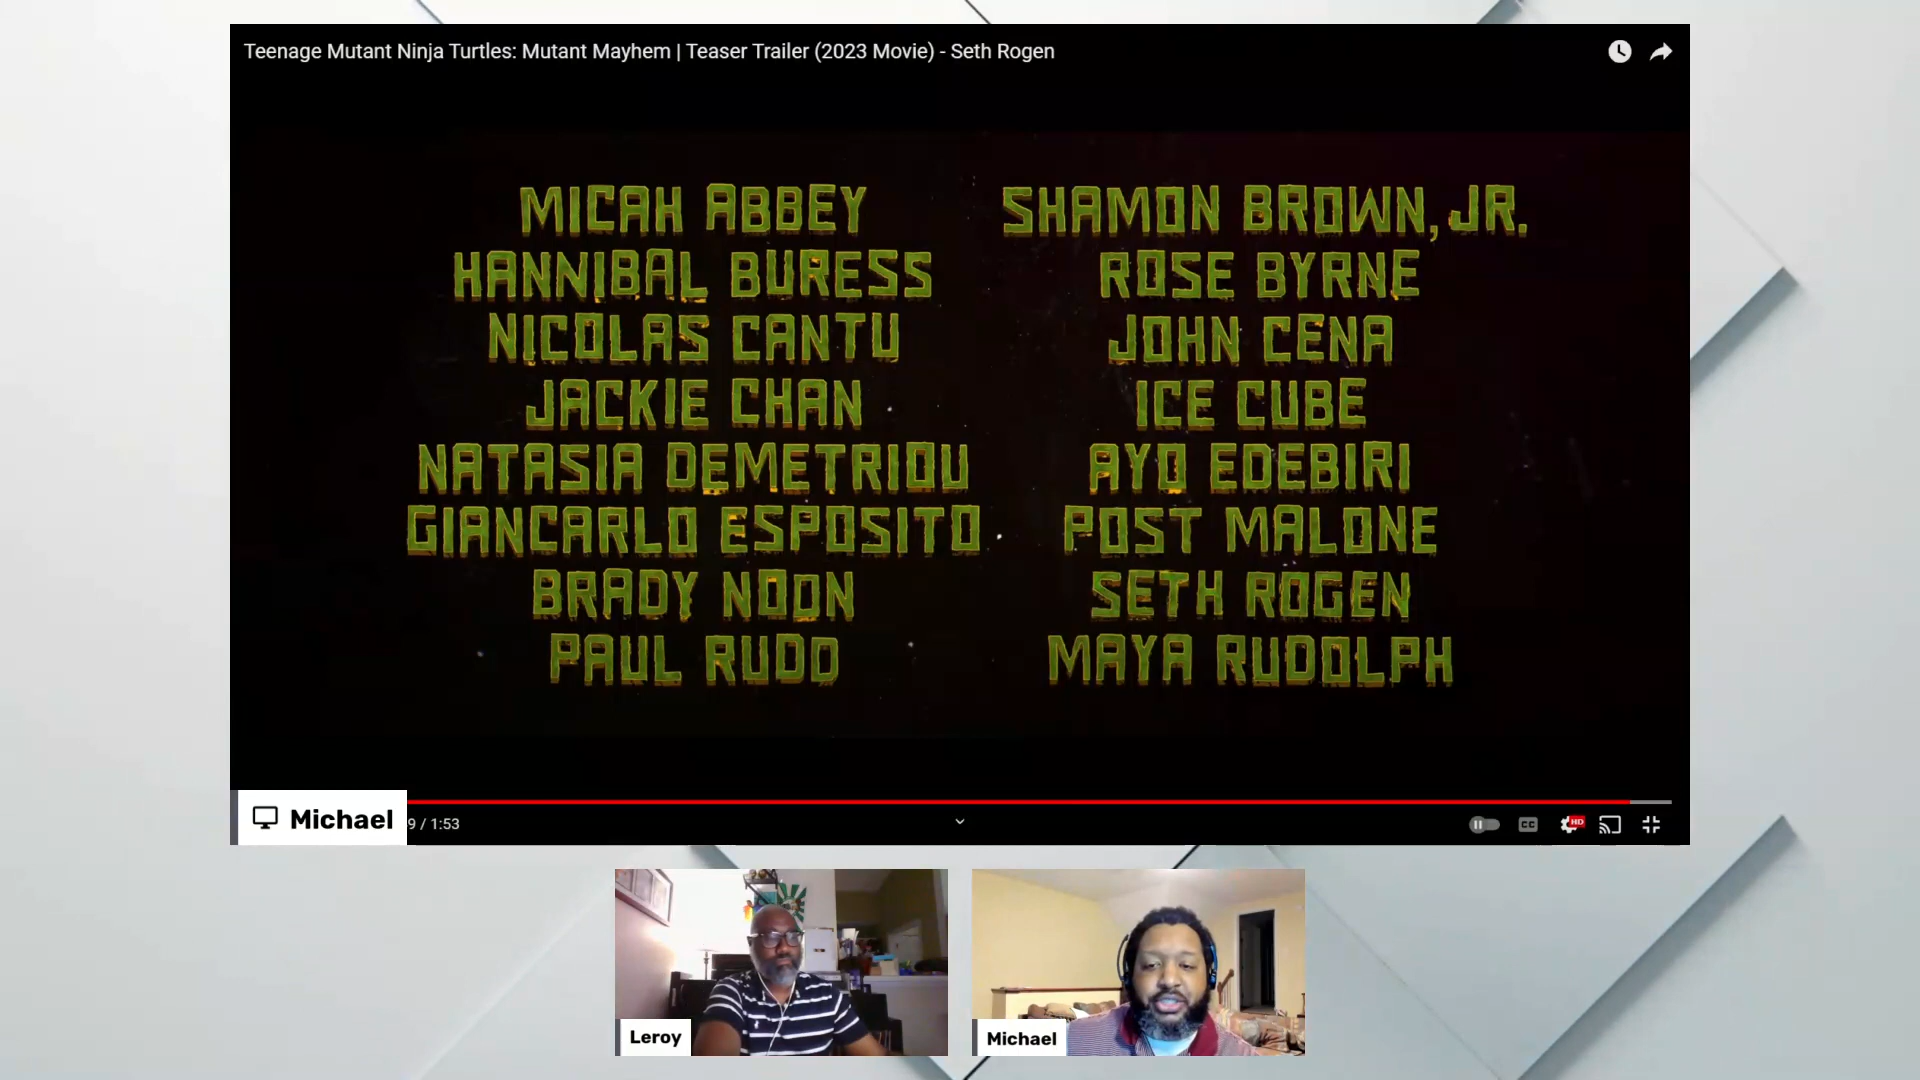 Teenage Mutant Ninja Turtles: Mutant Mayhem | Teaser Trailer (2023 Movie) - Seth Rogen
MICAH ABBEY
HANNIBAL BURESS
NICOLAS CANTU
JACKIE CHAN
NATASIA DEMETRIOU
GIANCARLO ESPOSITO
BRADY NOON
PAUL RUDD
SHAMON BROWN, JR.
ROSE BYRNE
JOHN CENA
ICE CUBE
AYO EDEBIRI
POST MALONE
SETH ROGEN
MAYA RUDOLPH
Michael
9 / 1:53
CC
HD
Leroy
Michael